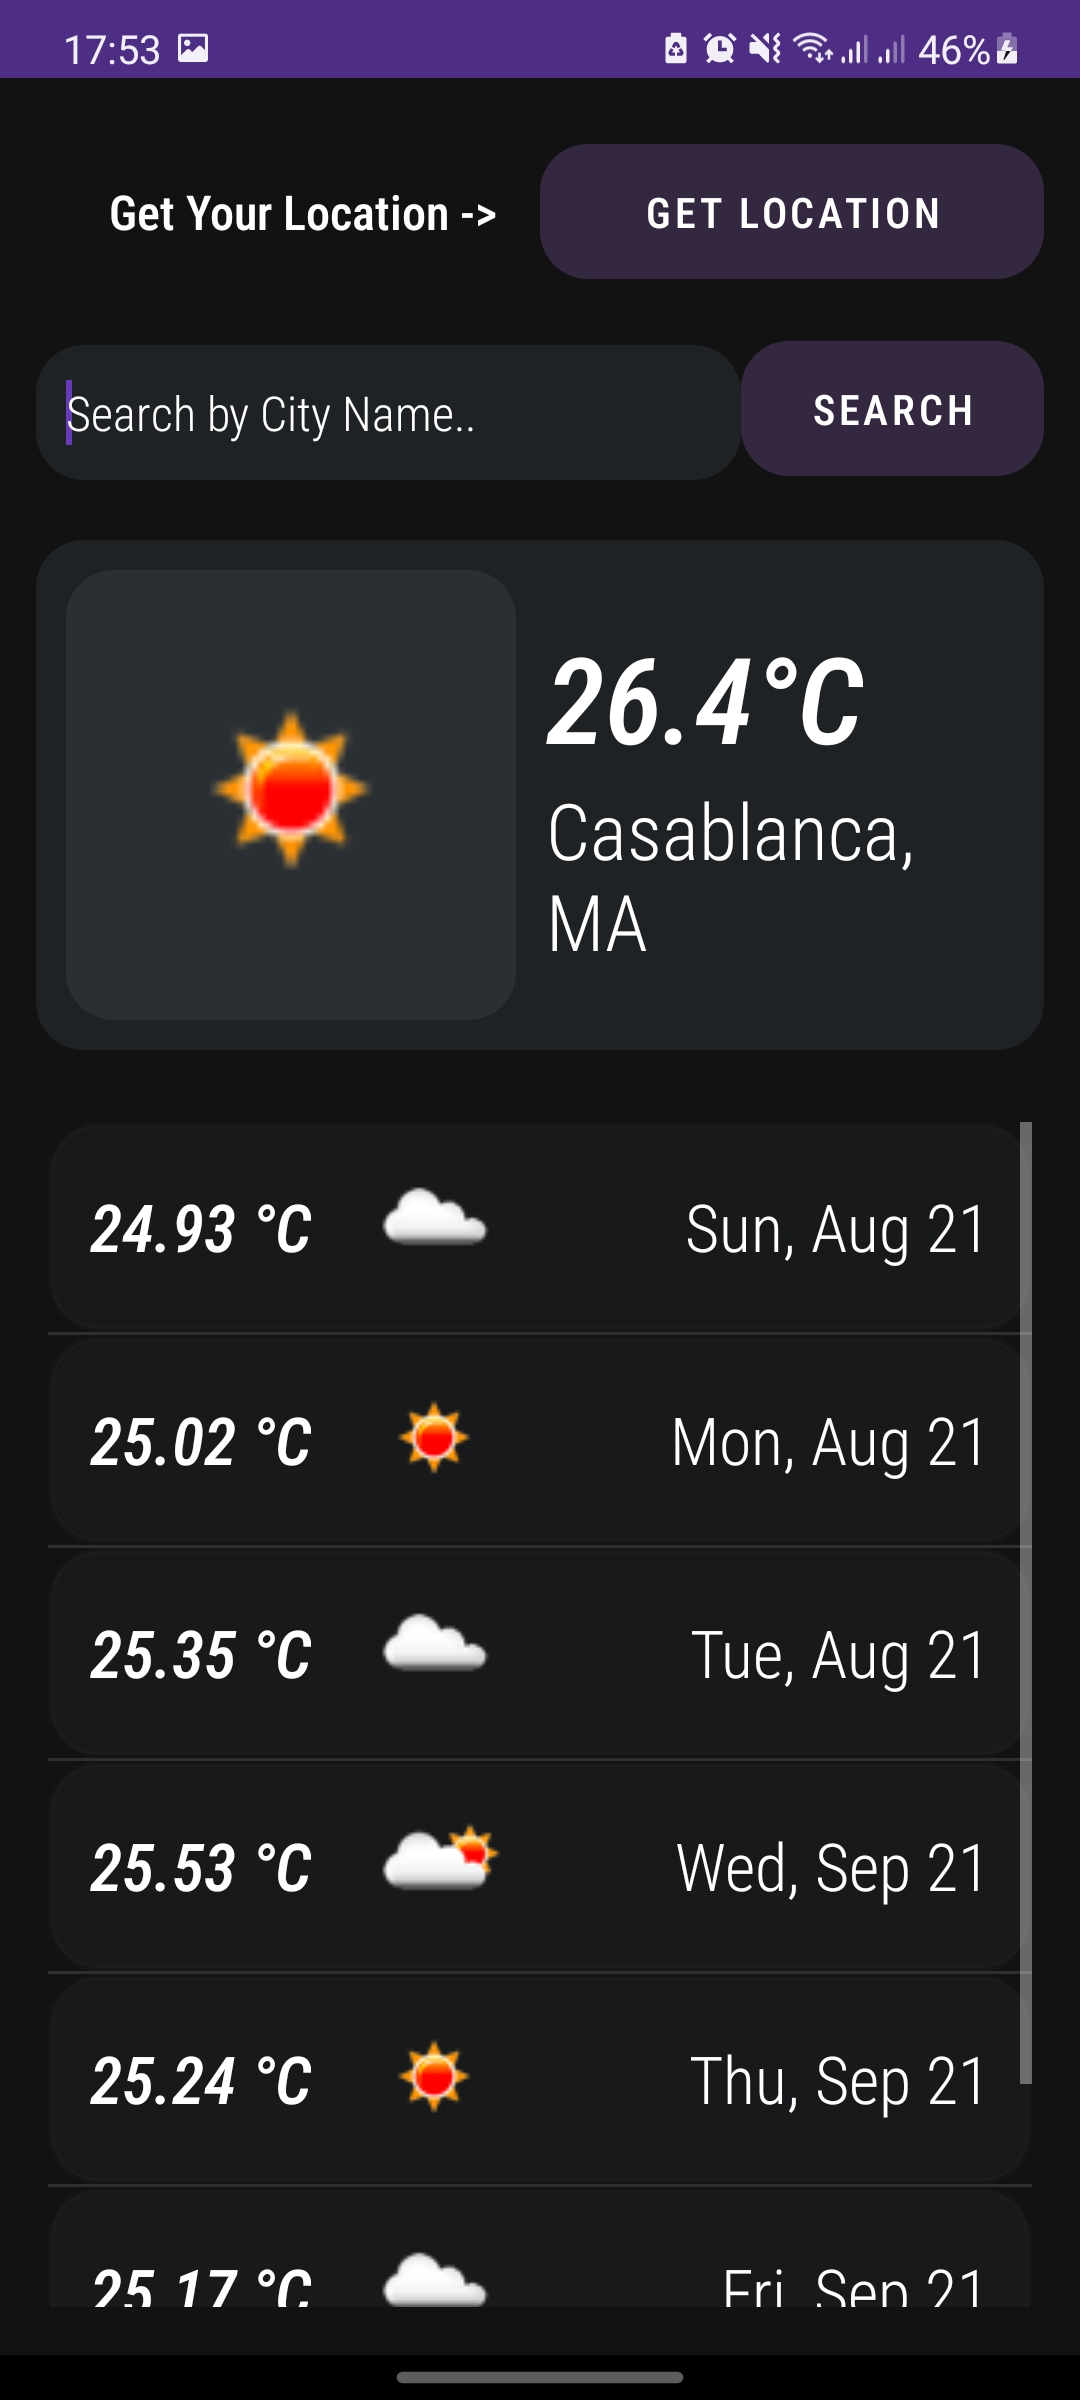 17:53 46%
Get Your Location -> GET LOCATION
Search by City Name.. SEARCH
26.4°C
Casablanca,
MA
24.93 °C Sun, Aug 21
25.02 °C Mon, Aug 21
25.35 °C Tue, Aug 21
25.53 °C Wed, Sep 21
25.24 °C Thu, Sep 21
25.17 °C Fri, Sep 21